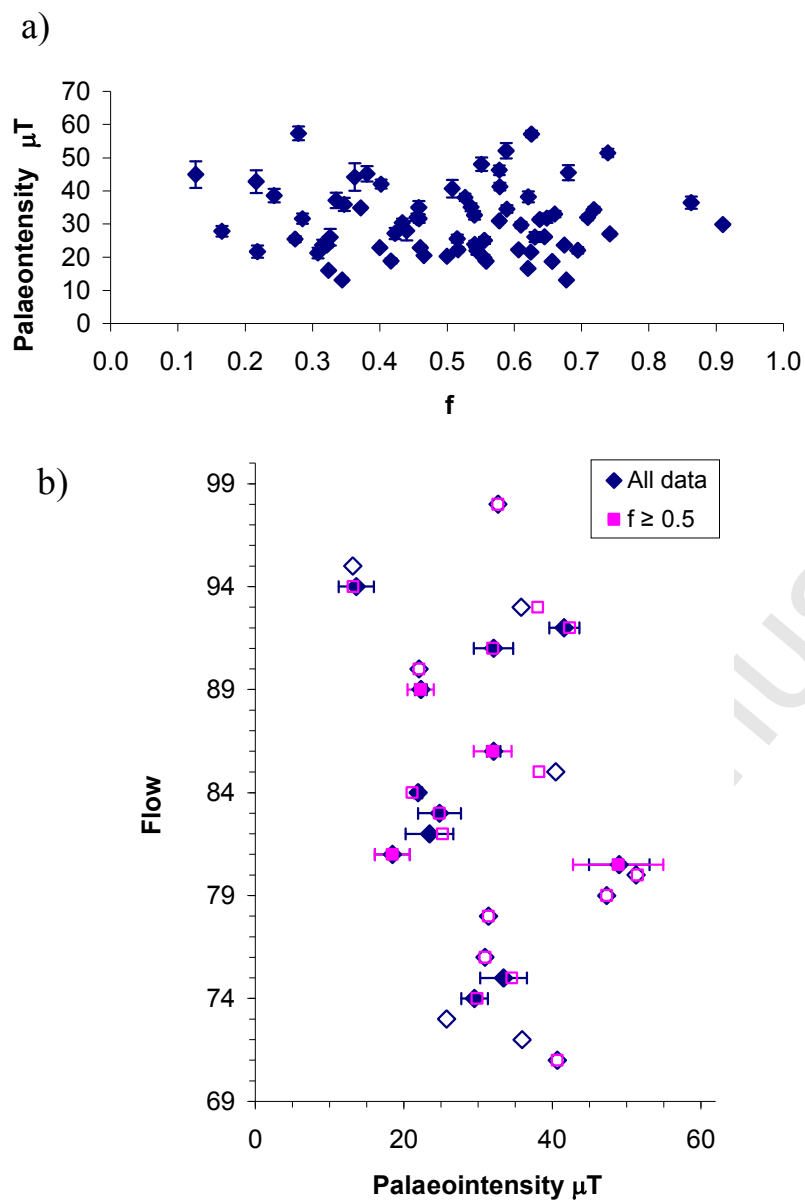 a)
Palaeontensity µT
70
60
50
40
30
20
10
0
0.0 0.1 0.2 0.3 0.4 0.5 0.6 0.7 0.8 0.9 1.0
f
b)
All data
f ≥ 0.5
Flow
99
94
89
84
79
74
69
0 20 40 60
Palaeointensity µT